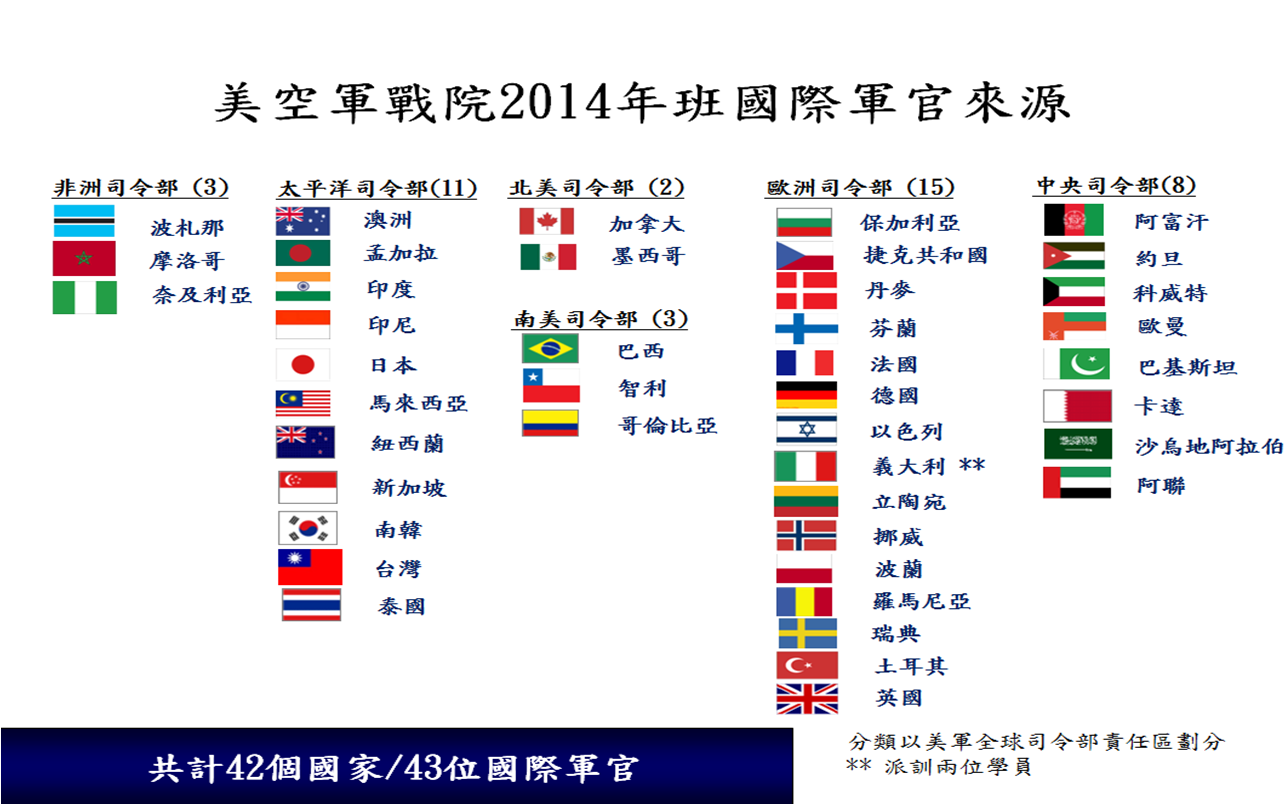 美空軍戰院2014年班國際軍官來源
非洲司令部 (3)
波札那
摩洛哥
奈及利亞
太平洋司令部(11)
澳洲
孟加拉
印度
印尼
日本
馬來西亞
紐西蘭
新加坡
南韓
台灣
泰國
北美司令部 (2)
加拿大
墨西哥
南美司令部 (3)
巴西
智利
哥倫比亞
歐洲司令部 (15)
保加利亞
捷克共和國
丹麥
芬蘭
法國
德國
以色列
義大利 **
立陶宛
挪威
波蘭
羅馬尼亞
瑞典
土耳其
英國
中央司令部(8)
阿富汗
約旦
科威特
歐曼
巴基斯坦
卡達
沙烏地阿拉伯
阿聯
共計42個國家/43位國際軍官
分類以美軍全球司令部責任區劃分
** 派訓兩位學員